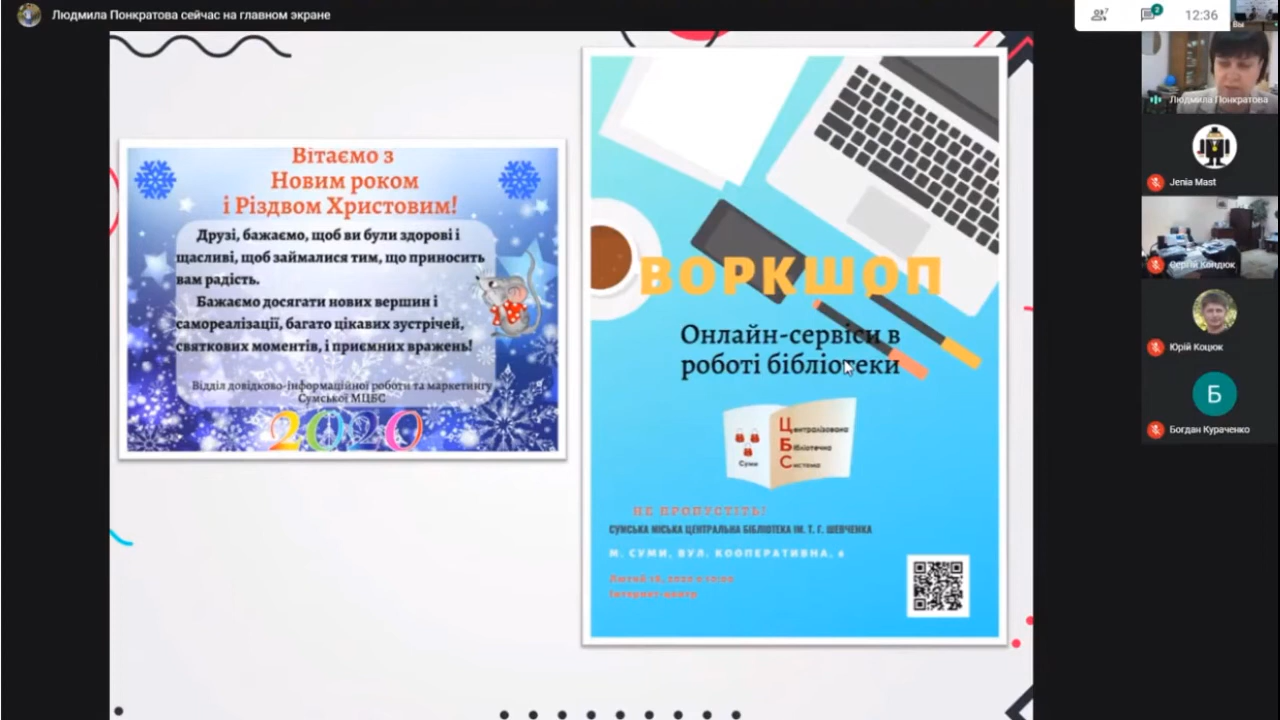 Людмила Понкратова сейчас на главном экране
7
2
12:36
Вы
Людмила Понкратова
Jenia Mast
Сергій Кондюк
Юрій Коцюк
Б
Богдан Кураченко
Вітаємо з
Новим роком
і Різдвом Христовим!
Друзі, бажаємо, щоб ви були здорові і
щасливі, щоб займалися тим, що приносить
вам радість.
Бажаємо досягати нових вершин і
самореалізації, багато цікавих зустрічей,
святкових моментів, і приємних вражень!
Відділ довідково-інформаційної роботи та маркетингу
Сумської МЦБС
2020
ВОРКШОП
Онлайн-сервіси в
роботі бібліотеки
Централізована
Бібліотечна
Система
Суми
НЕ ПРОПУСТІТЬ!
СУМСЬКА МІСЬКА ЦЕНТРАЛЬНА БІБЛІОТЕКА ІМ. Т. Г. ШЕВЧЕНКА
М. СУМИ, ВУЛ. КООПЕРАТИВНА, 6
Інтернет-центр